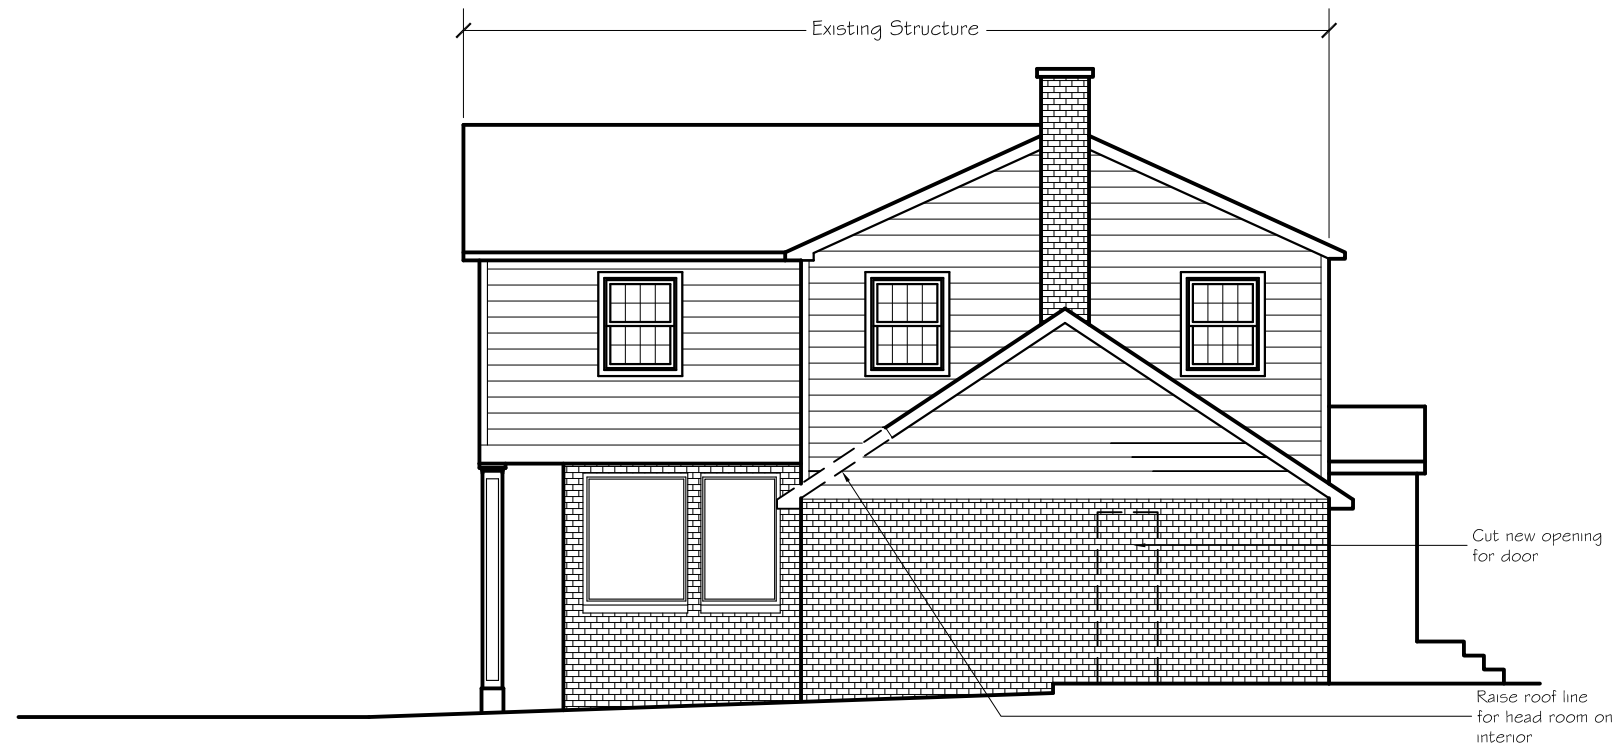 Existing Structure
Cut new opening
for door
Raise roof line
for head room on
interior